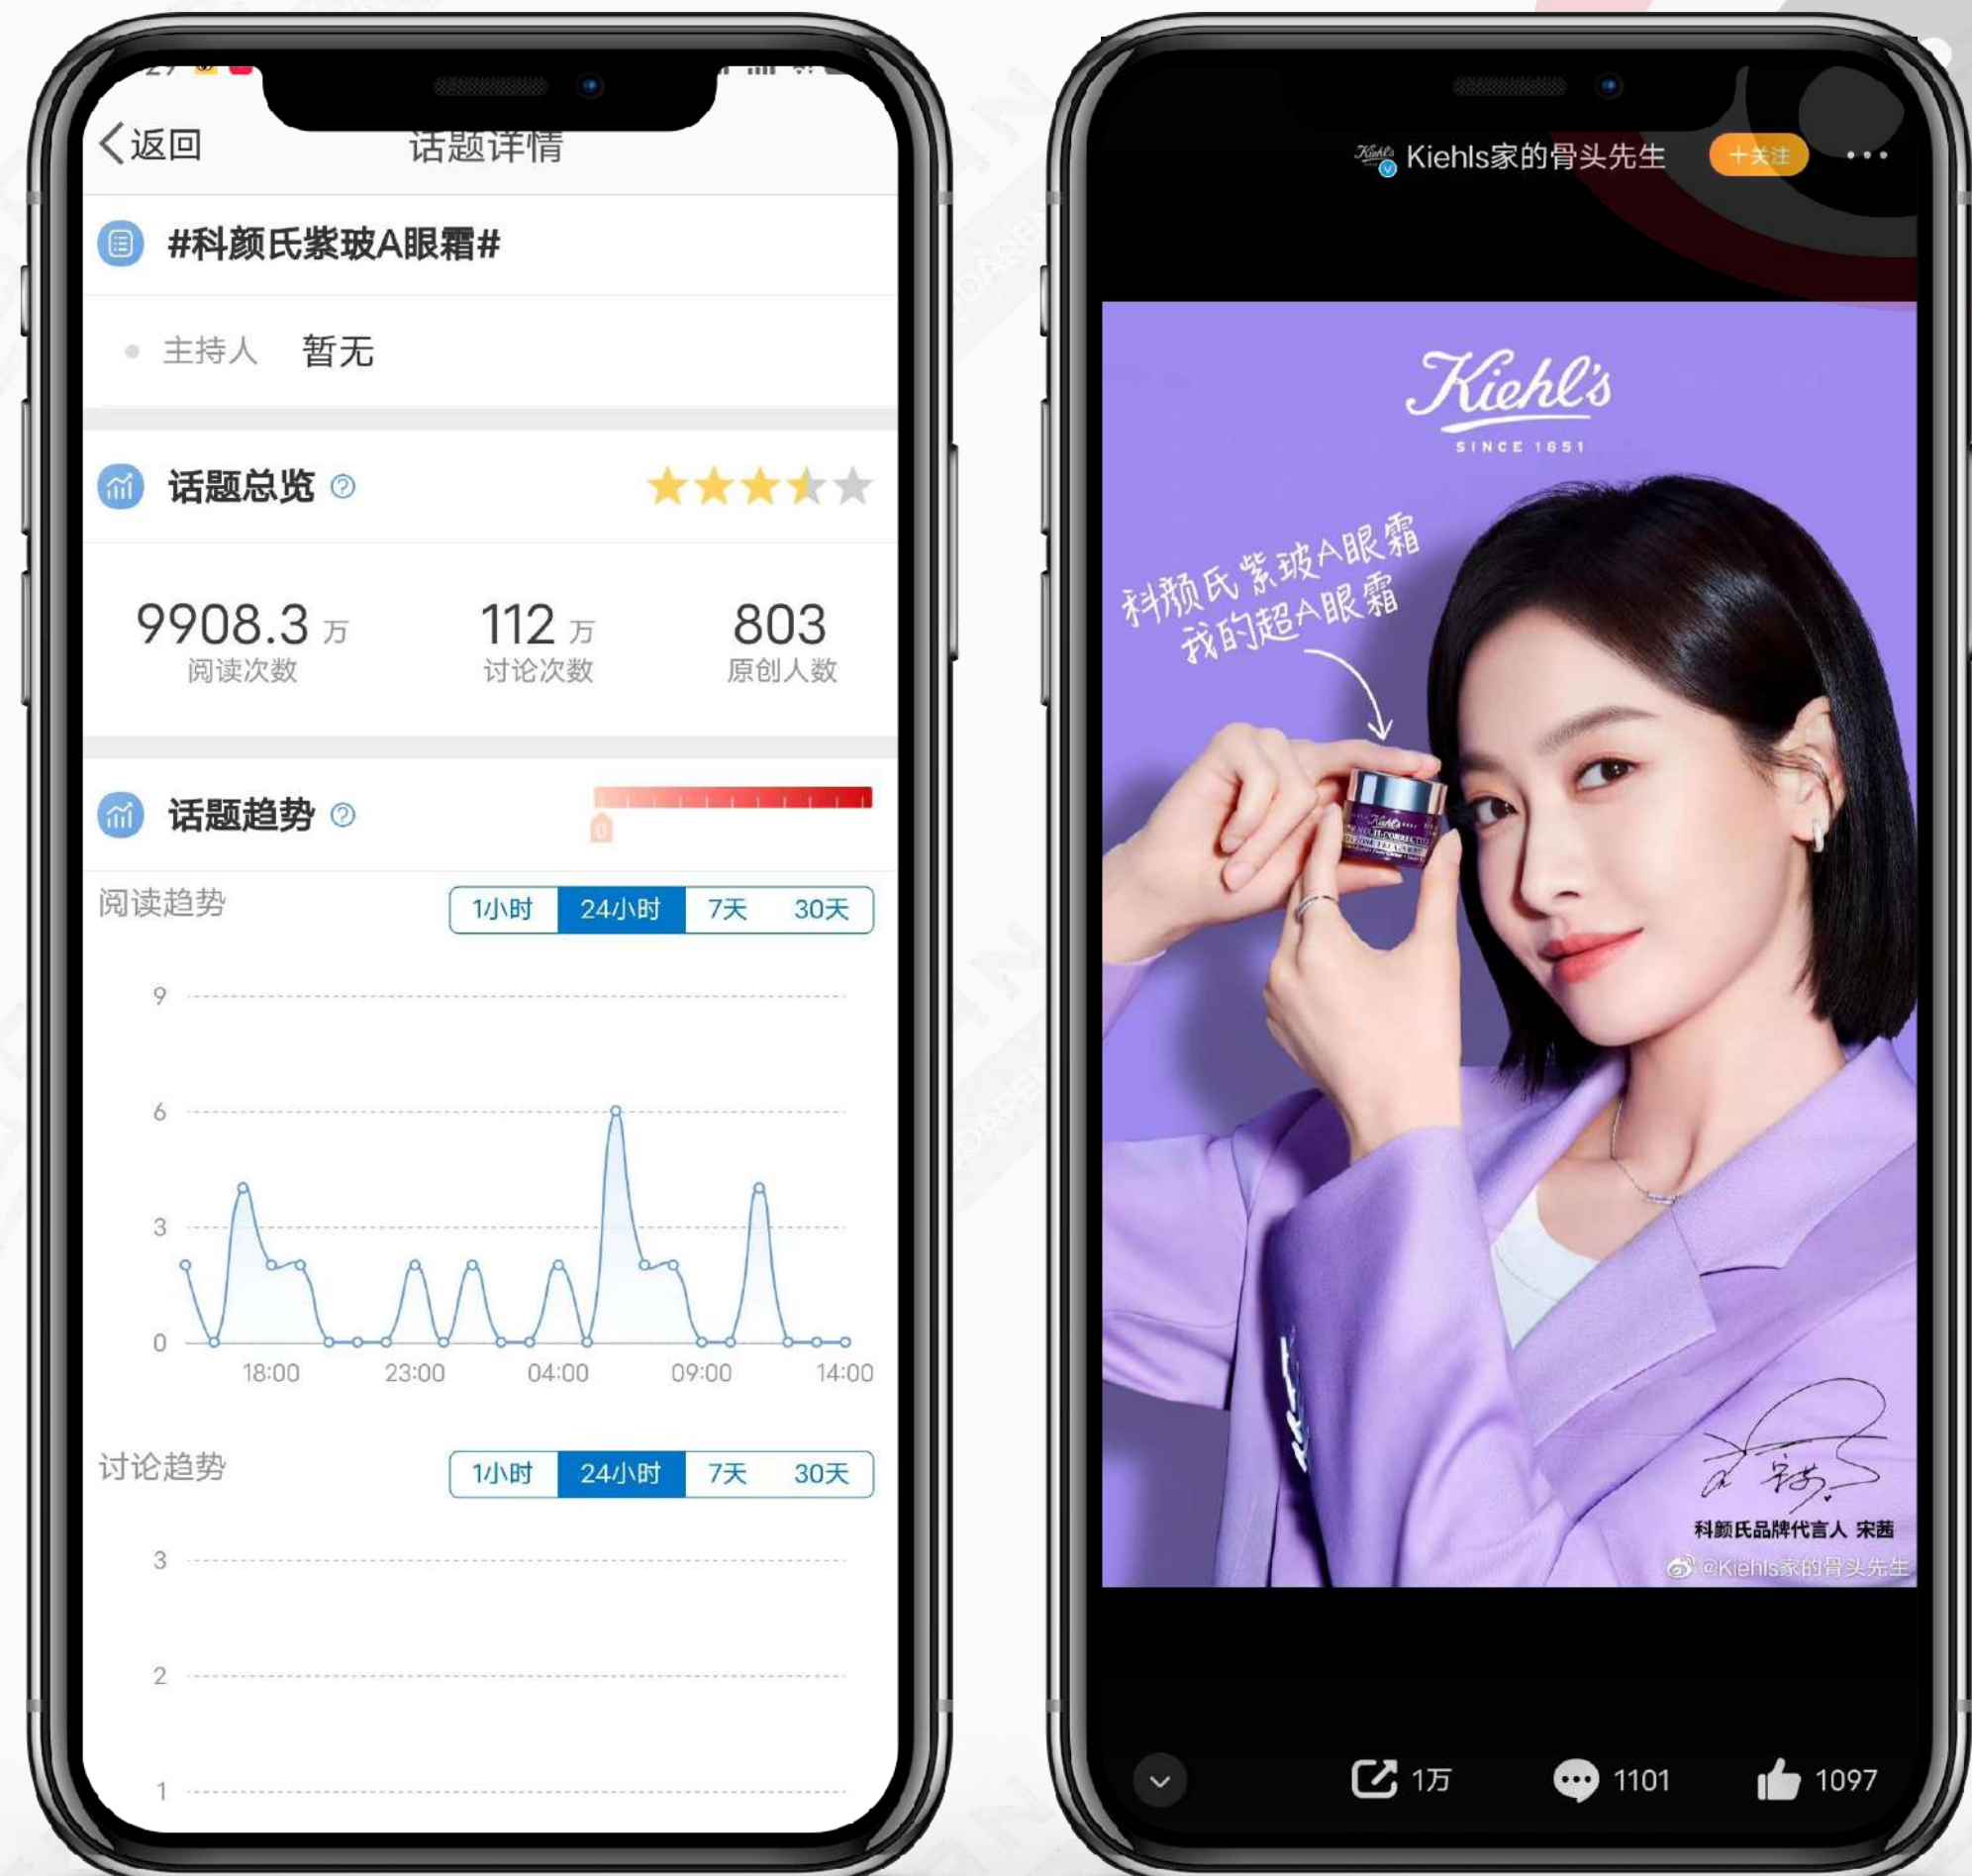 返回
话题详情
#科颜氏紫玻A眼霜#
主持人 暂无
话题总览
9908.3 万
阅读次数
112 万
讨论次数
803
原创人数
话题趋势
0
阅读趋势
1小时 24小时 7天 30天
9
6
3
0
18:00 23:00 04:00 09:00 14:00
讨论趋势
1小时 24小时 7天 30天
3
2
1
Kiehls家的骨头先生
+关注
Kiehl's
SINCE 1851
科颜氏紫玻A眼霜
我的超A眼霜
Kiehl's
宋茜
科颜氏品牌代言人 宋茜
@Kiehls家的骨头先生
1万
1101
1097